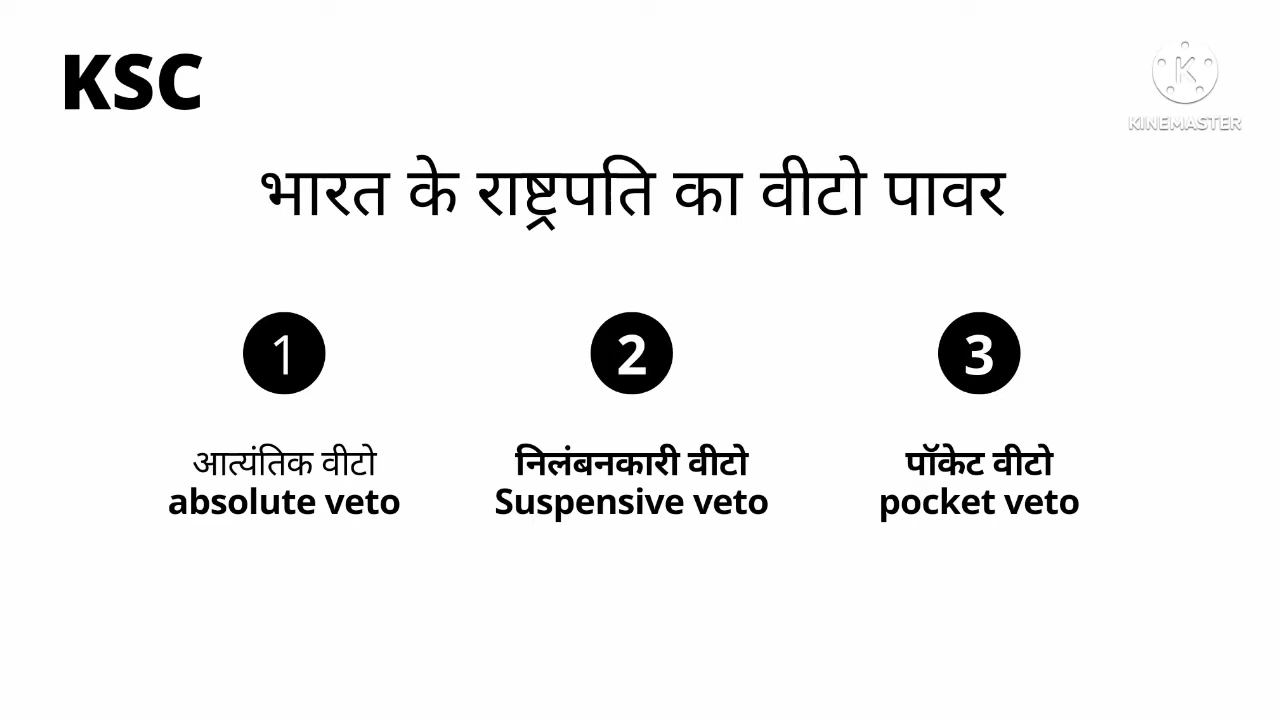 KSC
KINEMASTER
भारत के राष्ट्रपति का वीटो पावर
1
2
3
आत्यंतिक वीटो
absolute veto
निलंबनकारी वीटो
Suspensive veto
पॉकेट वीटो
pocket veto